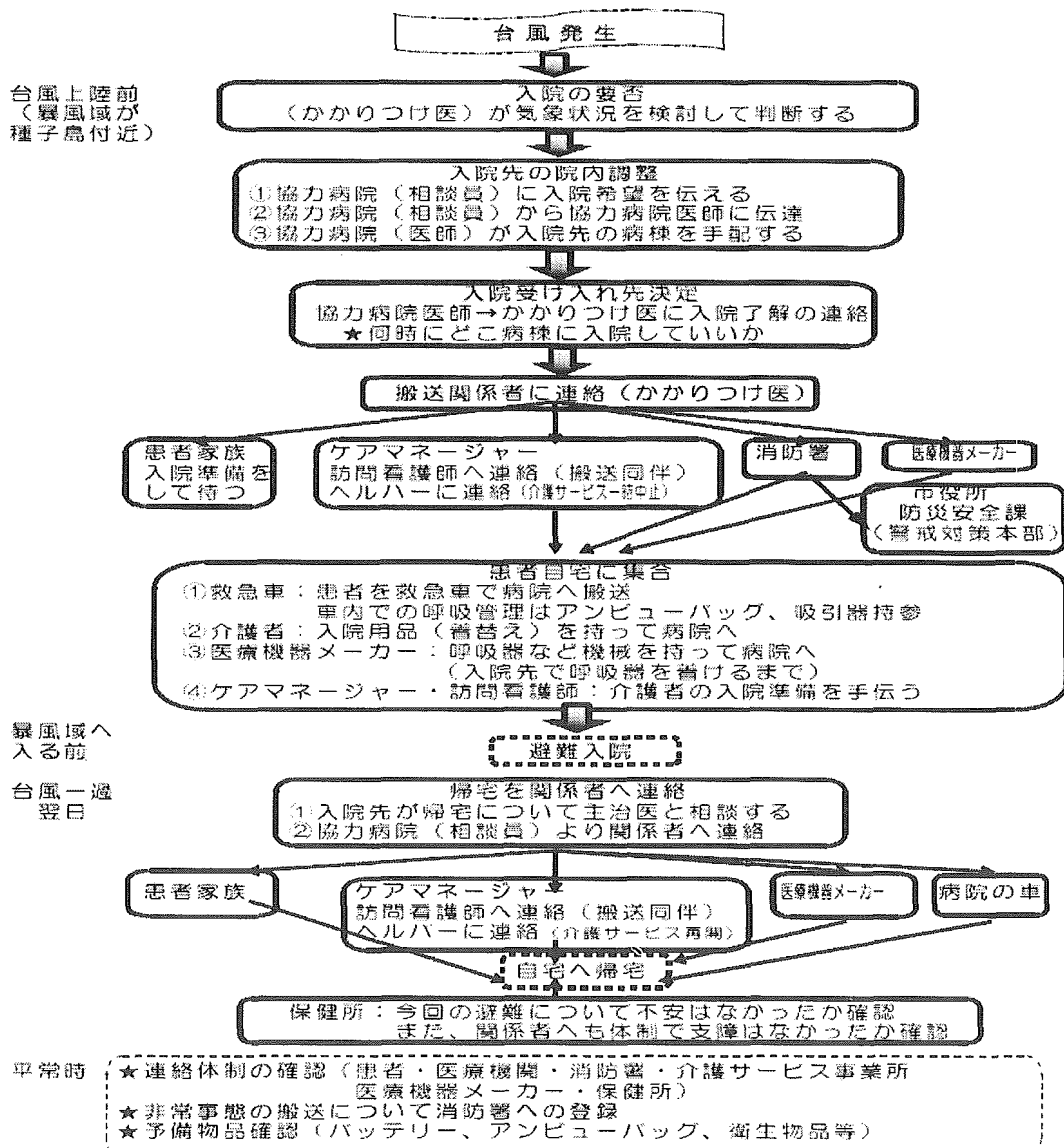 台風発生
台風上陸前
(暴風域が
種子島付近)
入院の要否
(かかりつけ医)が気象状況を検討して判断する
入院先の院内調整
①協力病院(相談員)に入院希望を伝える
②協力病院(相談員)から協力病院医師に伝達
③協力病院(医師)が入院先の病棟を手配する
入院受け入れ先決定
協力病院医師→かかりつけ医に入院了解の連絡
★何時にどこ病棟に入院していいか
搬送関係者に連絡(かかりつけ医)
患者家族
入院準備を
して待つ
ケアマネージャー
訪問看護師へ連絡(搬送同伴)
ヘルパーに連絡(介護サービス一時中止)
消防署
医療機器メーカー
市役所
防災安全課
(警戒対策本部)
患者自宅に集合
①救急車:患者を救急車で病院へ搬送
車内での呼吸管理はアンビューバッグ、吸引器持参
②介護者:入院用品(着替え)を持って病院へ
③医療機器メーカー:呼吸器など機械を持って病院へ
(入院先で呼吸器を着けるまで)
④ケアマネージャー・訪問看護師:介護者の入院準備を手伝う
暴風域へ
入る前
避難入院
台風一過
翌日
帰宅を関係者へ連絡
①入院先が帰宅について主治医と相談する
②協力病院(相談員)より関係者へ連絡
患者家族
ケアマネージャー
訪問看護師へ連絡(搬送同伴)
ヘルパーに連絡(介護サービス再開)
医療機器メーカー
病院の車
自宅へ帰宅
保健所:今回の避難について不安はなかったか確認
また、関係者へも体制で支障はなかったか確認
平常時
★連絡体制の確認(患者・医療機関・消防署・介護サービス事業所
医療機器メーカー・保健所)
★非常事態の搬送について消防署への登録
★予備物品確認(バッテリー、アンビューバッグ、衛生物品等)